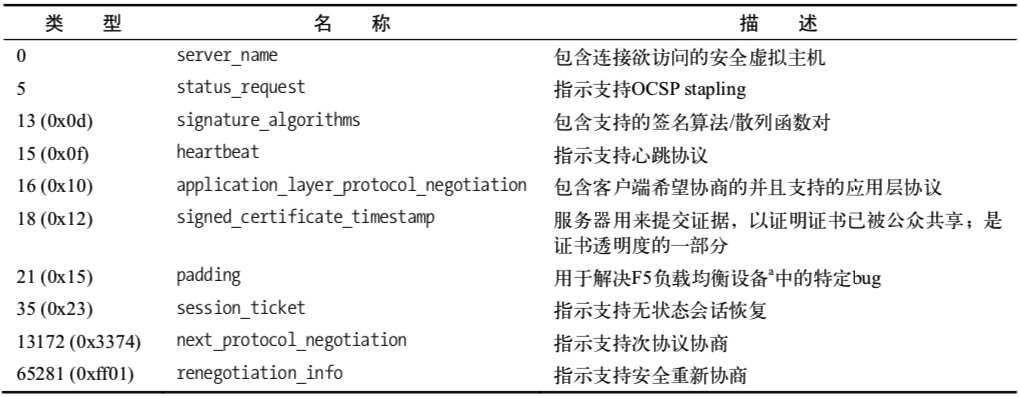 类 型 名 称 描 述
0 server_name 包含连接欲访问的安全虚拟主机
5 status_request 指示支持OCSP stapling
13 (0x0d) signature_algorithms 包含支持的签名算法/散列函数对
15 (0x0f) heartbeat 指示支持心跳协议
16 (0x10) application_layer_protocol_negotiation 包含客户端希望协商的并且支持的应用层协议
18 (0x12) signed_certificate_timestamp 服务器用来提交证据，以证明证书已被公众共享；是
证书透明度的一部分
21 (0x15) padding 用于解决F5负载均衡设备a中的特定bug
35 (0x23) session_ticket 指示支持无状态会话恢复
13172 (0x3374) next_protocol_negotiation 指示支持次协议协商
65281 (0xff01) renegotiation_info 指示支持安全重新协商